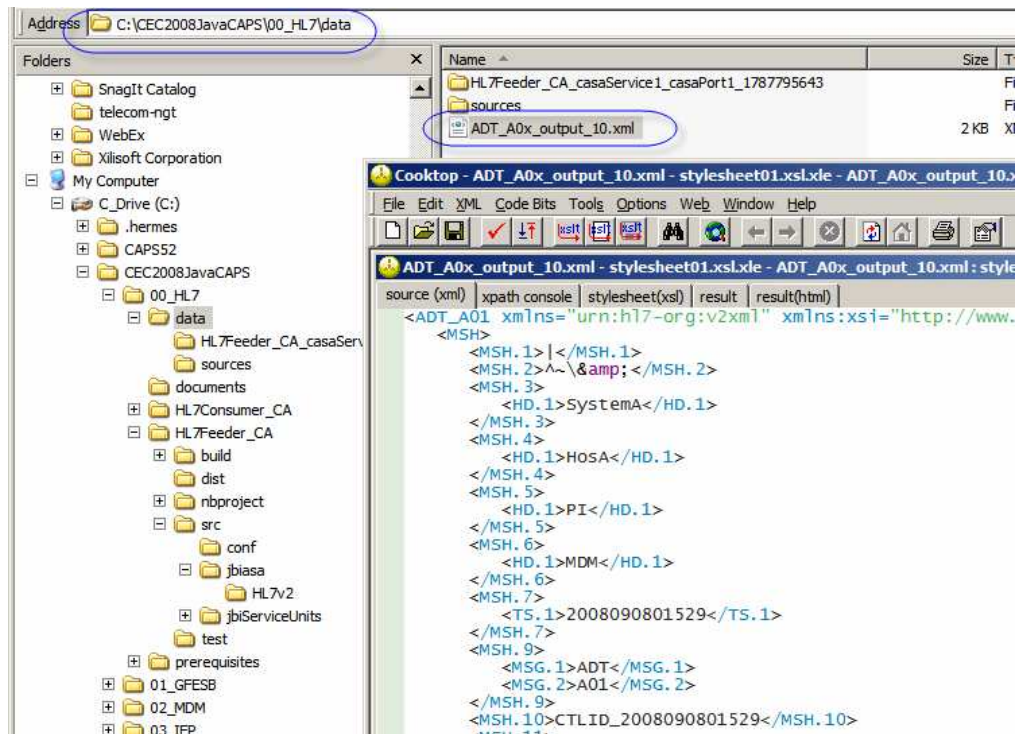 Address C:\CEC2008JavaCAPS\00_HL7\data
Folders
SnagIt Catalog
telecom-ngt
WebEx
Xilisoft Corporation
My Computer
C_Drive (C:)
.hermes
CAPS52
CEC2008JavaCAPS
00_HL7
data
HL7Feeder_CA_casaServ
sources
documents
HL7Consumer_CA
HL7Feeder_CA
build
dist
nbproject
src
conf
jbiasa
HL7v2
jbiServiceUnits
test
prerequisites
01_GFESB
02_MDM
03_IEP
Name Size T
HL7Feeder_CA_casaService1_casaPort1_1787795643 Fi
sources Fi
ADT_A0x_output_10.xml 2 KB XM
Cooktop - ADT_A0x_output_10.xml - stylesheet01.xsl.xle - ADT_A0x_output_10.x
File Edit XML Code Bits Tools Options Web Window Help
xslt xslt xslt
ADT_A0x_output_10.xml - stylesheet01.xsl.xle - ADT_A0x_output_10.xml : style
source (xml) xpath console stylesheet(xsl) result result(html)
<ADT_A01 xmlns="urn:hl7-org:v2xml" xmlns:xsi="http://www.
<MSH>
<MSH.1>|</MSH.1>
<MSH.2>^~\&amp;</MSH.2>
<MSH.3>
<HD.1>SystemA</HD.1>
</MSH.3>
<MSH.4>
<HD.1>HosA</HD.1>
</MSH.4>
<MSH.5>
<HD.1>PI</HD.1>
</MSH.5>
<MSH.6>
<HD.1>MDM</HD.1>
</MSH.6>
<MSH.7>
<TS.1>2008090801529</TS.1>
</MSH.7>
<MSH.9>
<MSG.1>ADT</MSG.1>
<MSG.2>A01</MSG.2>
</MSH.9>
<MSH.10>CTLID_2008090801529</MSH.10>